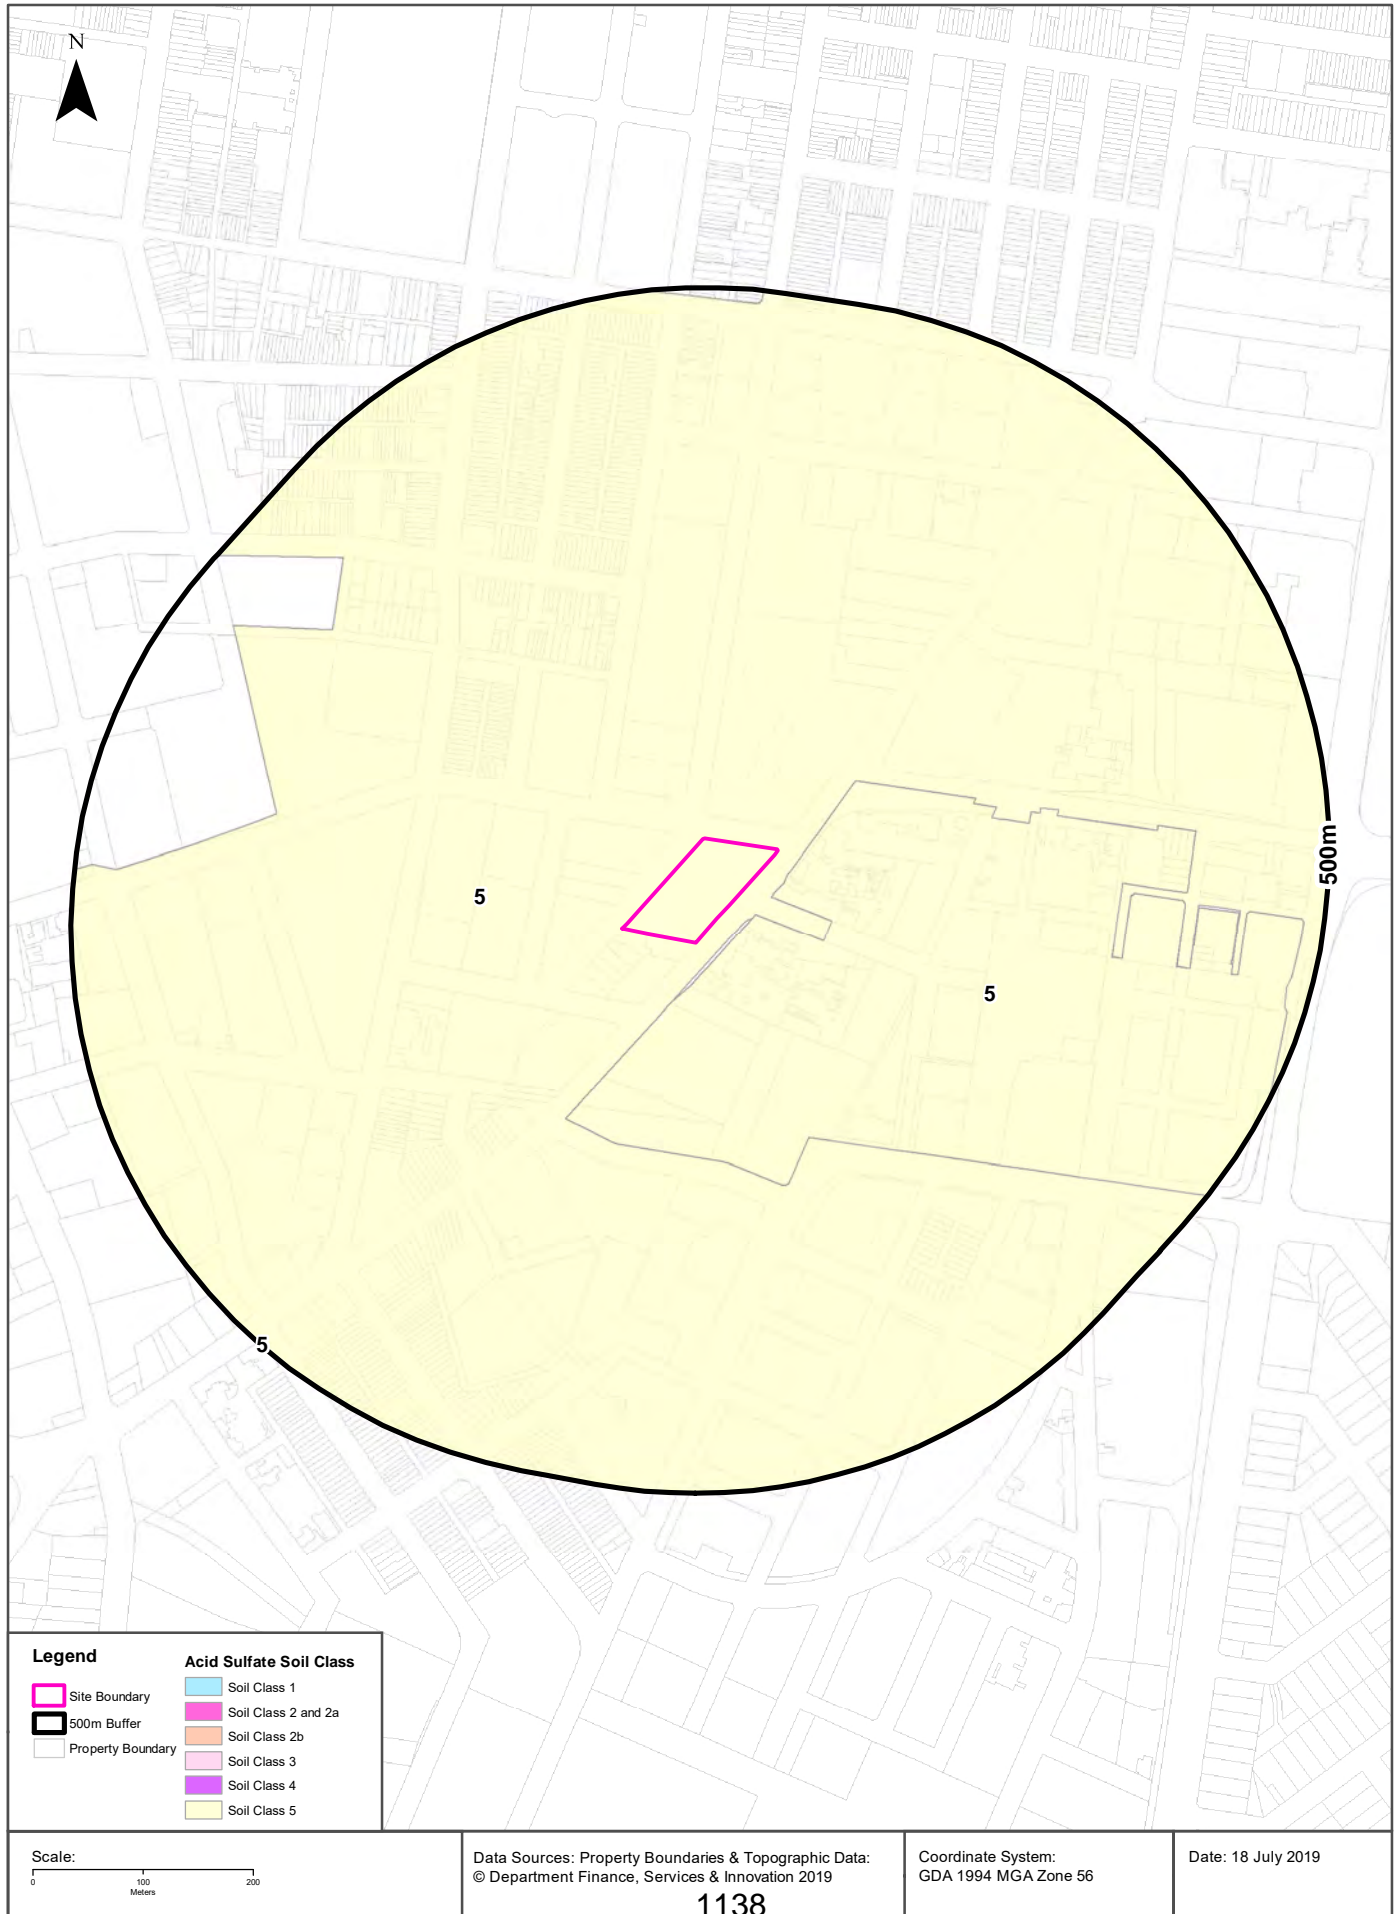 N
500m
5
5
5
Legend
Site Boundary
500m Buffer
Property Boundary
Acid Sulfate Soil Class
Soil Class 1
Soil Class 2 and 2a
Soil Class 2b
Soil Class 3
Soil Class 4
Soil Class 5
Scale:
0 100 200
Meters
Data Sources: Property Boundaries & Topographic Data:
© Department Finance, Services & Innovation 2019
1138
Coordinate System:
GDA 1994 MGA Zone 56
Date: 18 July 2019